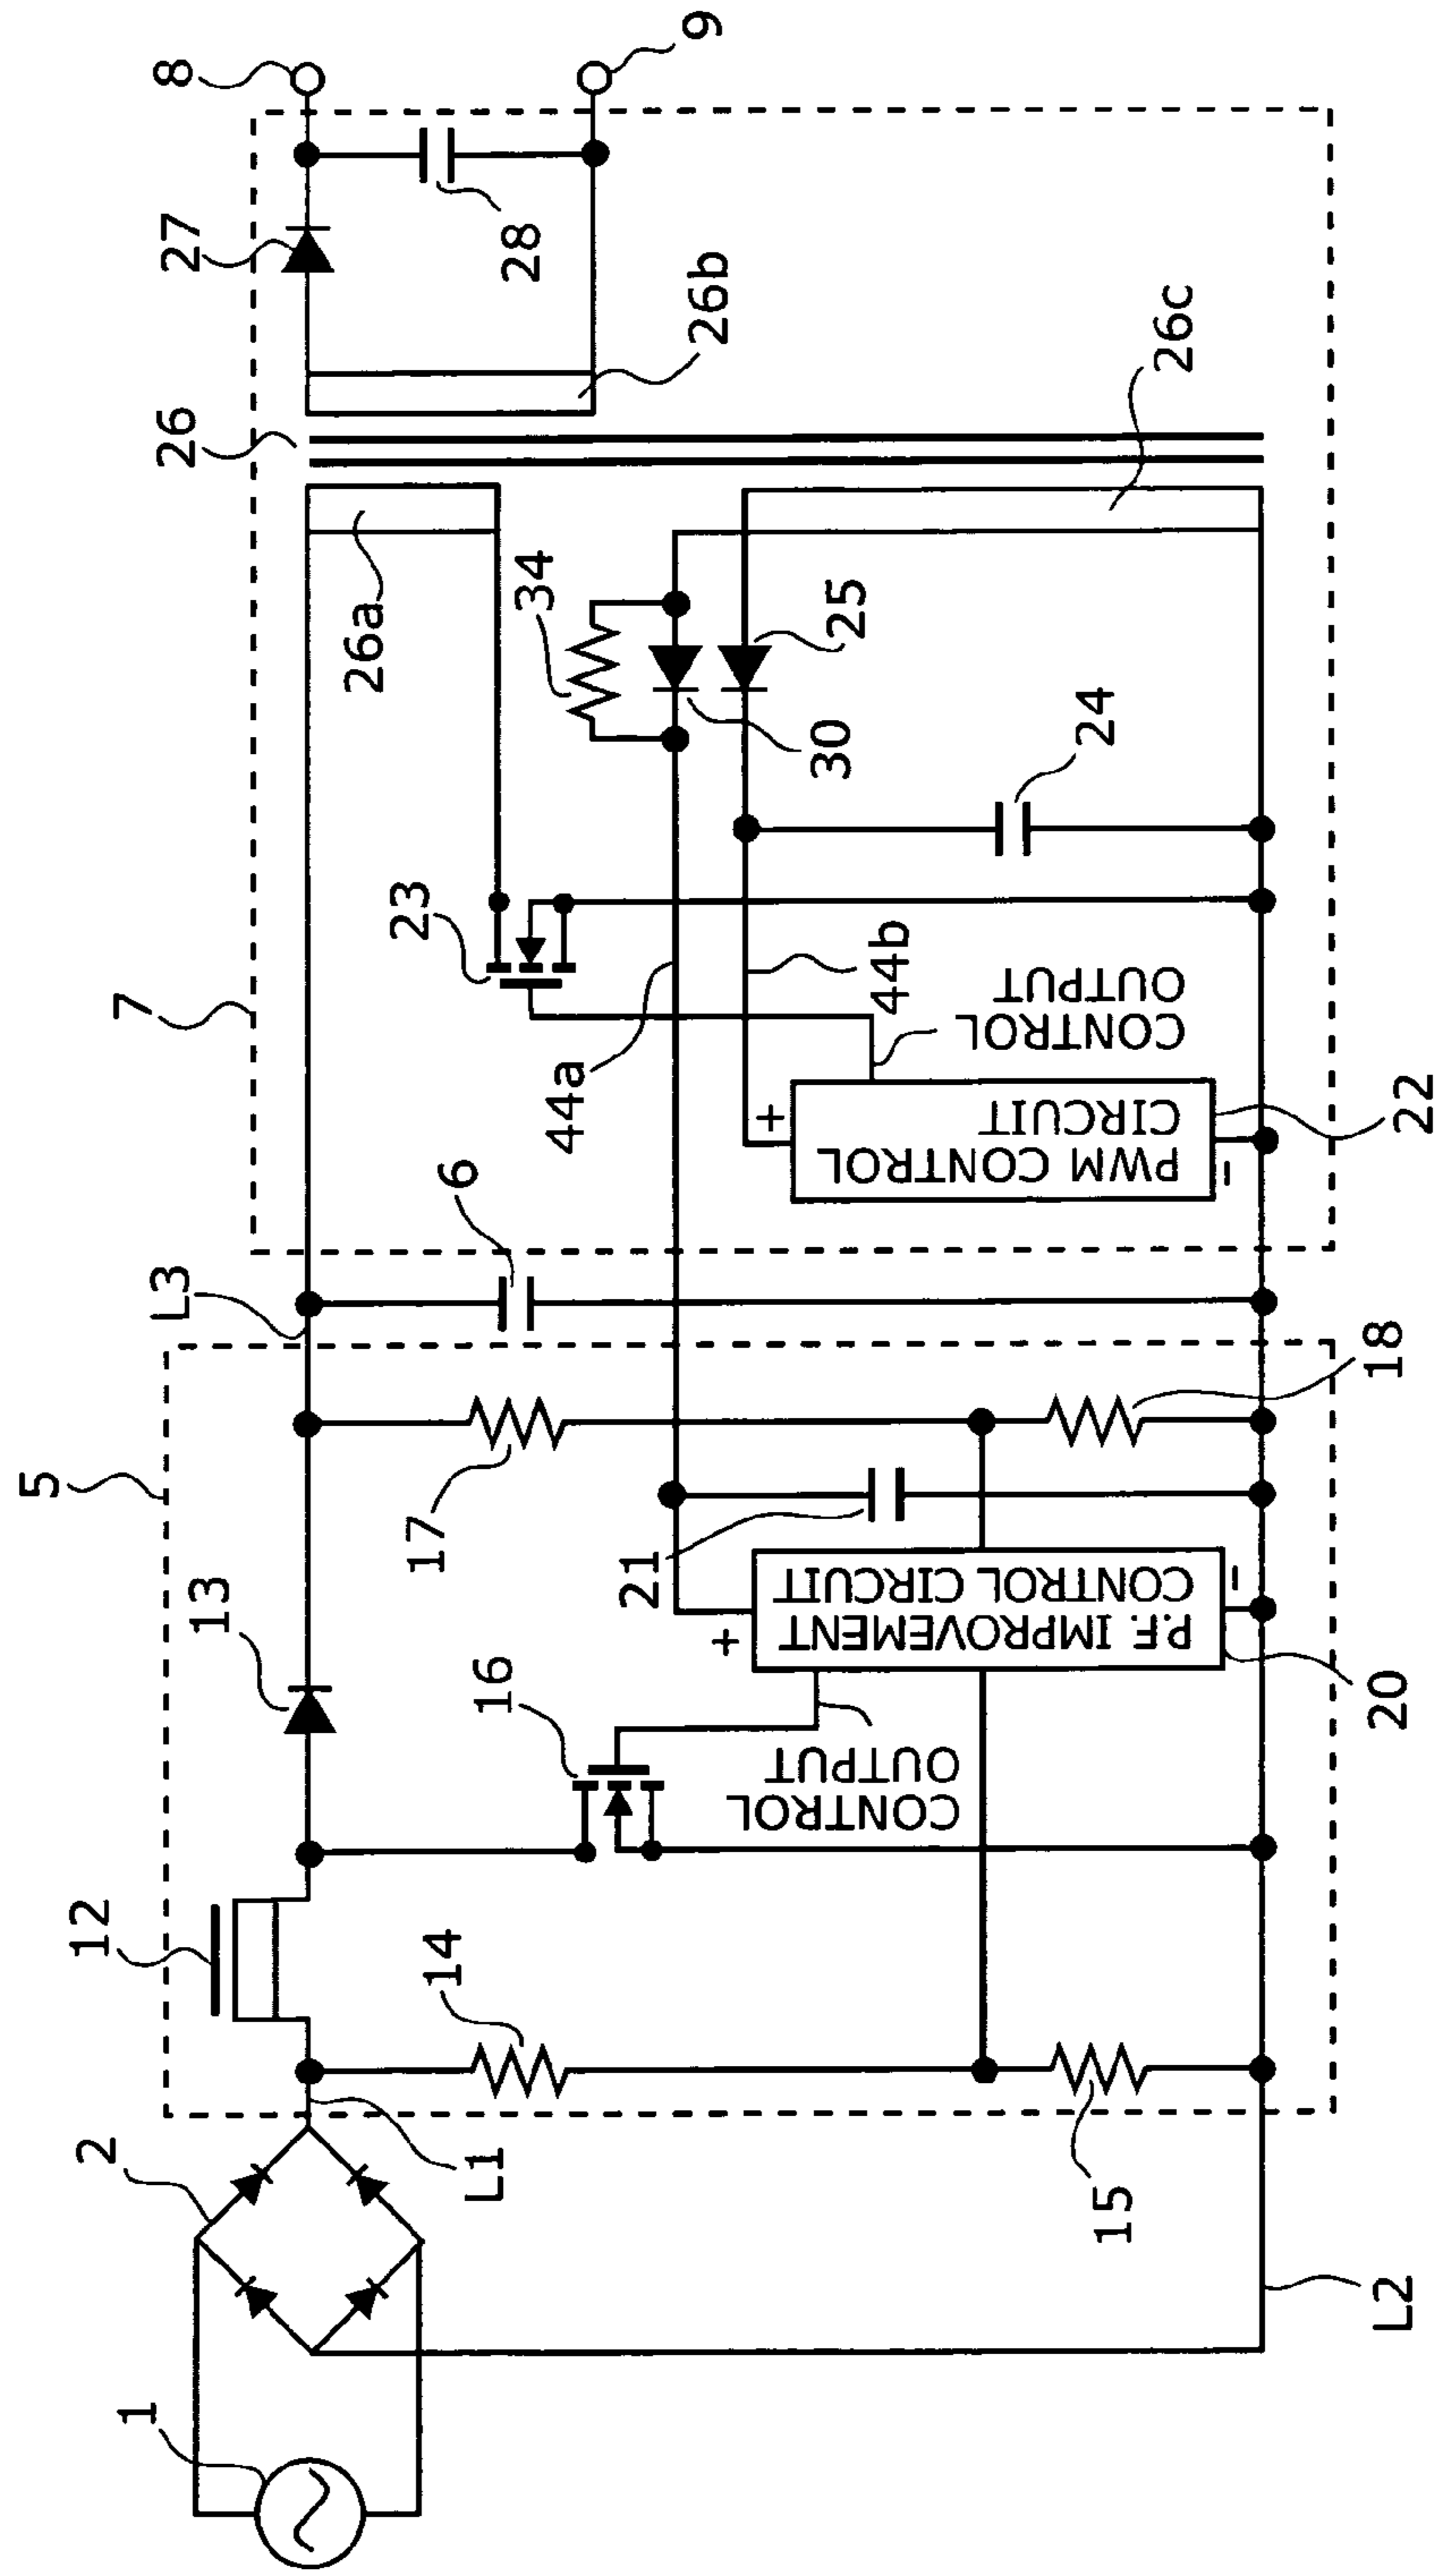 1
2
L1
L2
5
12
14
15
13
16
CONTROL
OUTPUT
P.F. IMPROVEMENT
CONTROL CIRCUIT
+
−
20
21
17
18
L3
6
7
PWM CONTROL
CIRCUIT
+
−
22
CONTROL
OUTPUT
44a
44b
23
24
25
30
34
26a
26
26b
26c
27
28
8
9